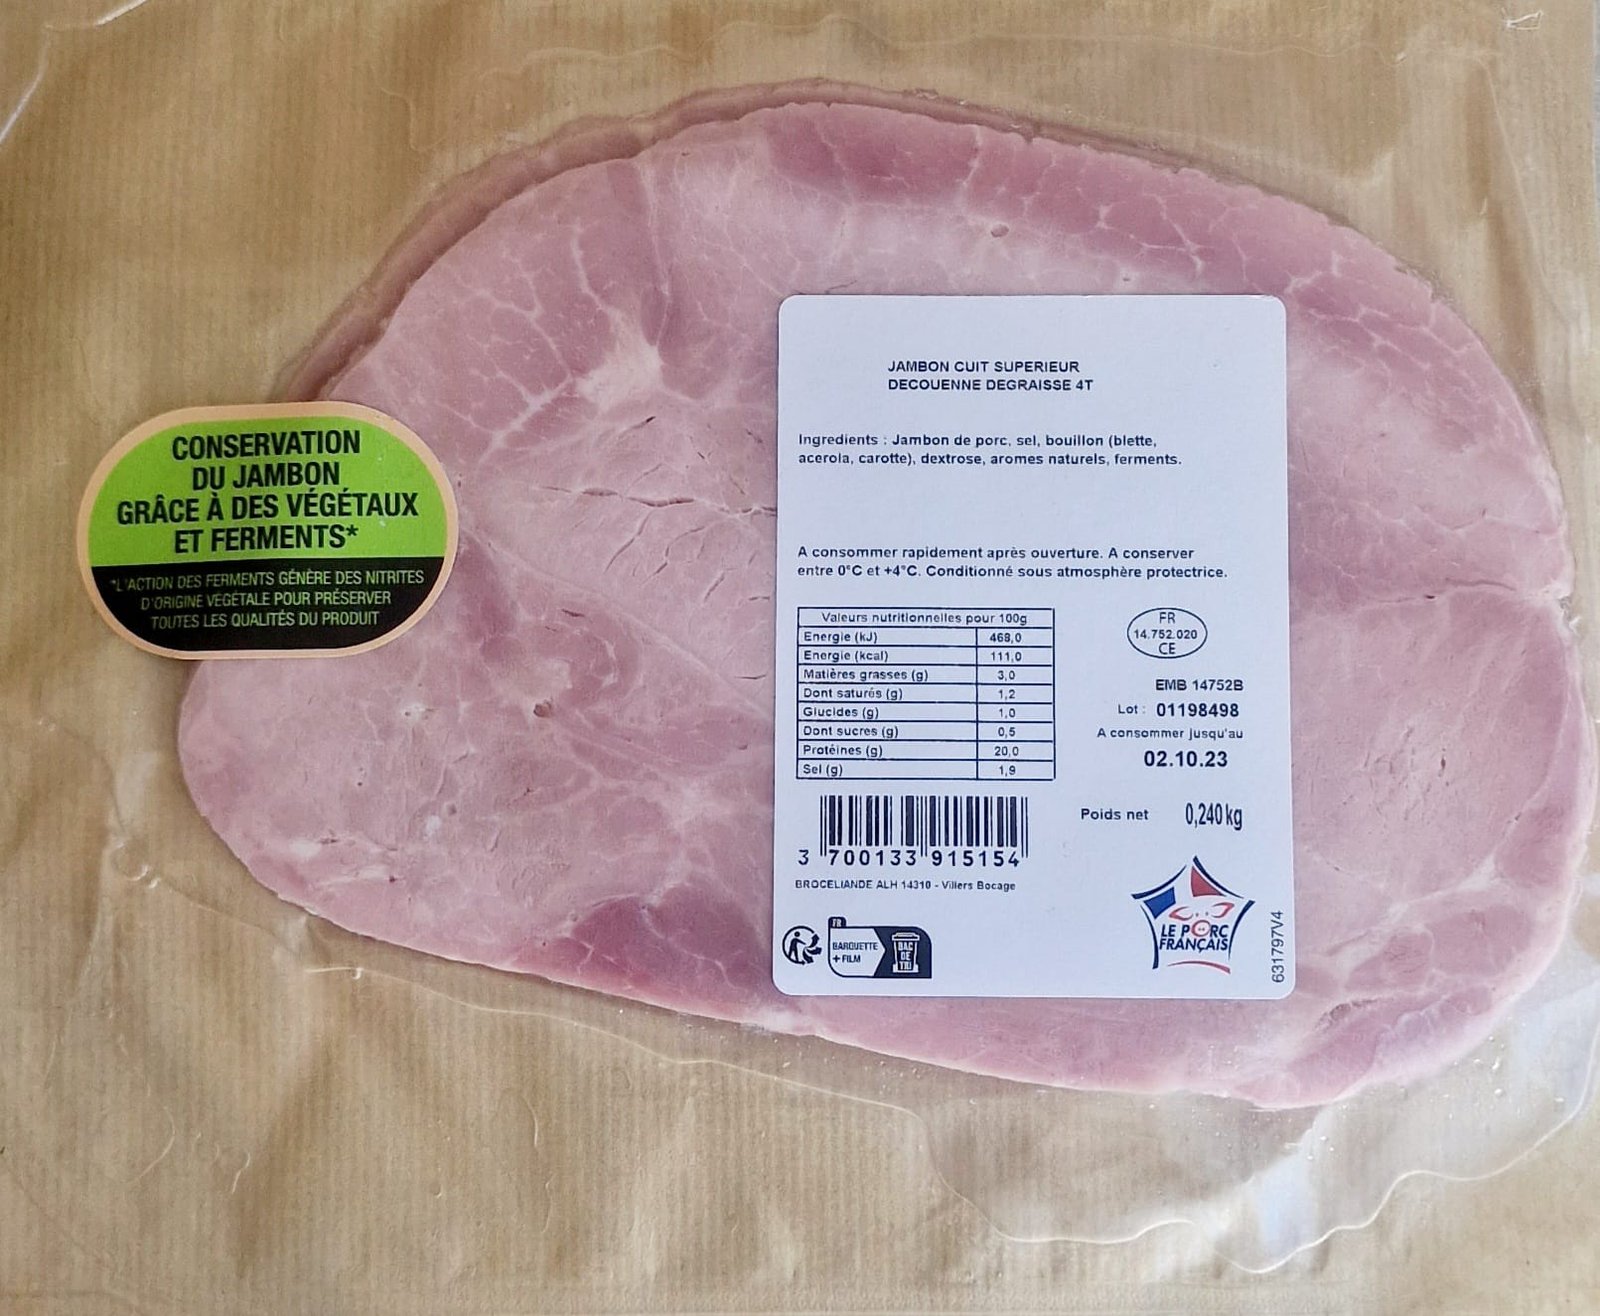 CONSERVATION
DU JAMBON
GRÂCE À DES VÉGÉTAUX
ET FERMENTS*
*L'ACTION DES FERMENTS GÉNÈRE DES NITRITES
D'ORIGINE VÉGÉTALE POUR PRÉSERVER
TOUTES LES QUALITÉS DU PRODUIT
JAMBON CUIT SUPERIEUR
DECOUENNE DEGRAISSE 4T
Ingredients : Jambon de porc, sel, bouillon (blette,
acerola, carotte), dextrose, aromes naturels, ferments.
A consommer rapidement après ouverture. A conserver
entre 0°C et +4°C. Conditionné sous atmosphère protectrice.
Valeurs nutritionnelles pour 100g
Energie (kJ) 468,0
Energie (kcal) 111,0
Matières grasses (g) 3,0
Dont saturés (g) 1,2
Glucides (g) 1,0
Dont sucres (g) 0,5
Protéines (g) 20,0
Sel (g) 1,9
FR
14.752.020
CE
EMB 14752B
Lot : 01198498
A consommer jusqu'au
02.10.23
Poids net 0,240 kg
3 700133 915154
BROCELIANDE ALH 14310 - Villers Bocage
FR
BARQUETTE
+ FILM
BAC
DE
TRI
LE PORC
FRANÇAIS
631797V4